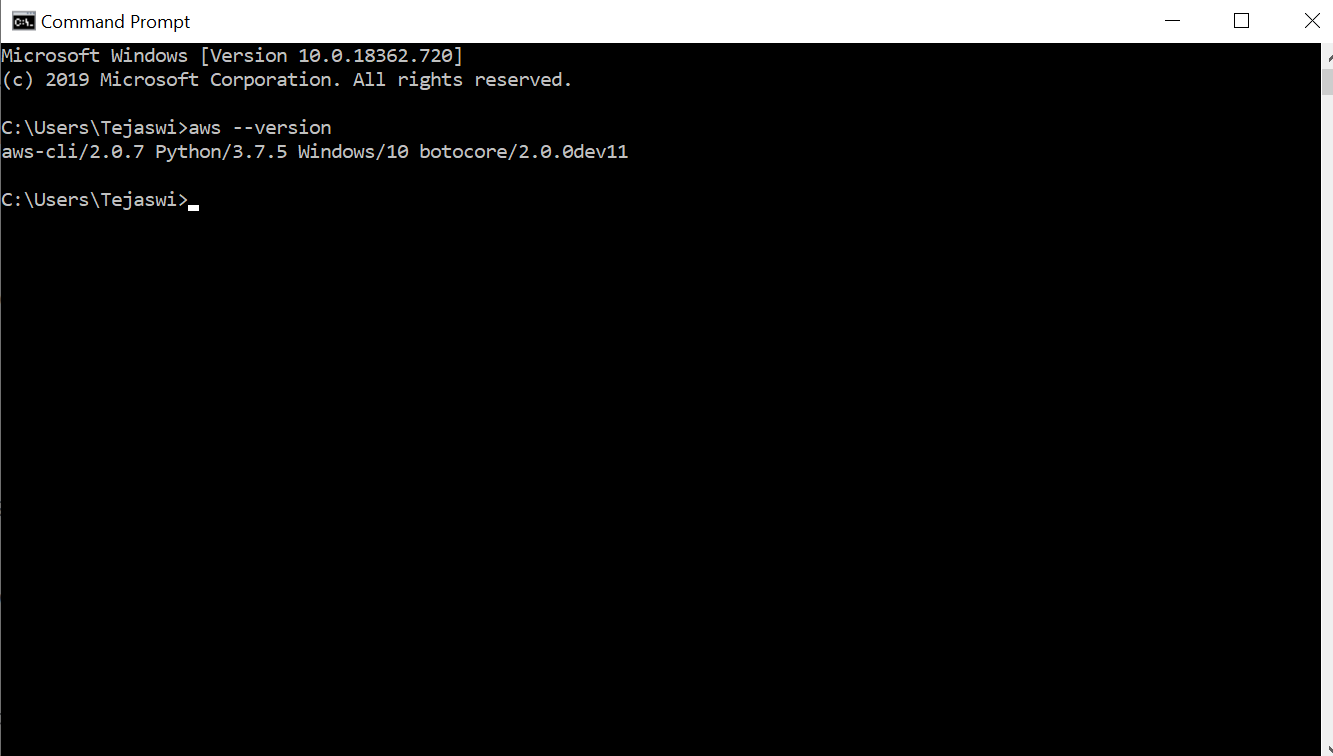 Command Prompt
Microsoft Windows [Version 10.0.18362.720]
(c) 2019 Microsoft Corporation. All rights reserved.
C:\Users\Tejaswi>aws --version
aws-cli/2.0.7 Python/3.7.5 Windows/10 botocore/2.0.0dev11
C:\Users\Tejaswi>